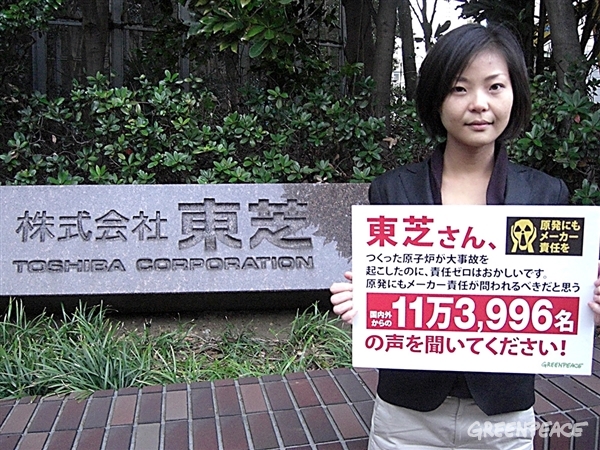 株式会社 東芝
TOSHIBA CORPORATION
東芝さん、
原発にも
メーカー
責任を
つくった原子炉が大事故を
起こしたのに、責任ゼロはおかしいです。
原発にもメーカー責任が問われるべきだと思う
国内外
からの
11万3,996名
の声を聞いてください!
GREENPEACE
GREENPEACE